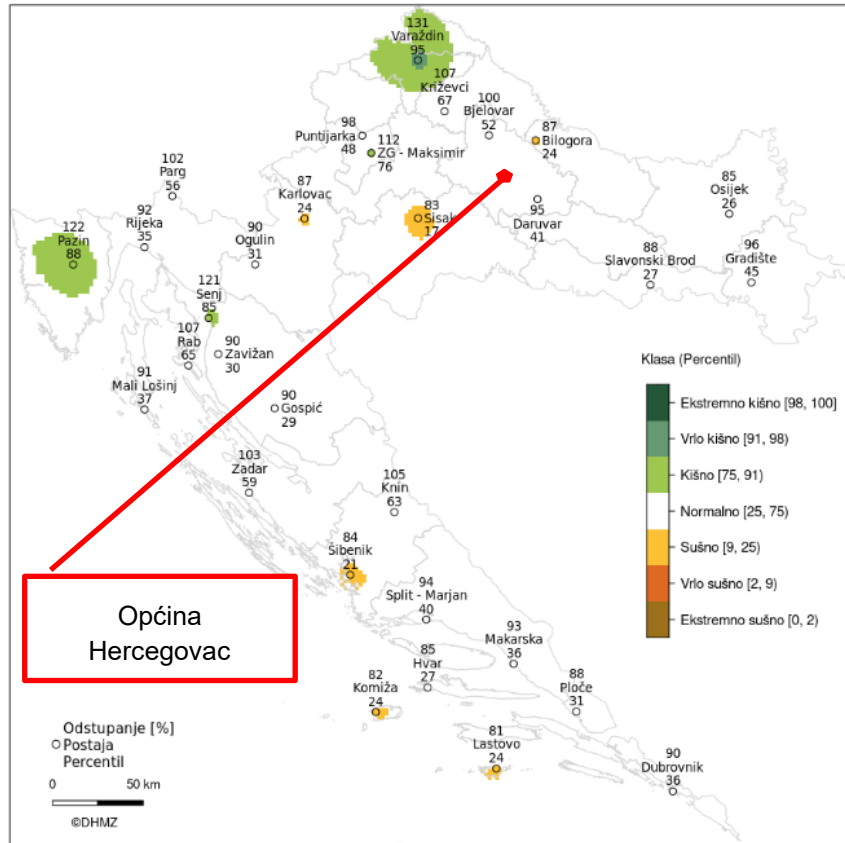 131
Varaždin
95
107
Križevci
67
100
Bjelovar
52
87
Bilogora
24
98
Puntijarka
48
112
ZG - Maksimir
76
102
Parg
56
87
Karlovac
24
83
Sisak
17
95
Daruvar
41
85
Osijek
26
122
Pazin
88
92
Rijeka
35
90
Ogulin
31
88
Slavonski Brod
27
96
Gradište
45
121
Senj
85
107
Rab
65
90
Zavižan
30
91
Mali Lošinj
37
90
Gospić
29
103
Zadar
59
105
Knin
63
84
Šibenik
21
94
Split - Marjan
40
93
Makarska
36
85
Hvar
27
82
Komiža
24
88
Ploče
31
81
Lastovo
24
90
Dubrovnik
36
Klasa (Percentil)
Ekstremno kišno [98, 100]
Vrlo kišno [91, 98)
Kišno [75, 91)
Normalno [25, 75)
Sušno [9, 25)
Vrlo sušno [2, 9)
Ekstremno sušno [0, 2)
Općina
Hercegovac
Odstupanje [%]
Postaja
Percentil
0 50 km
©DHMZ